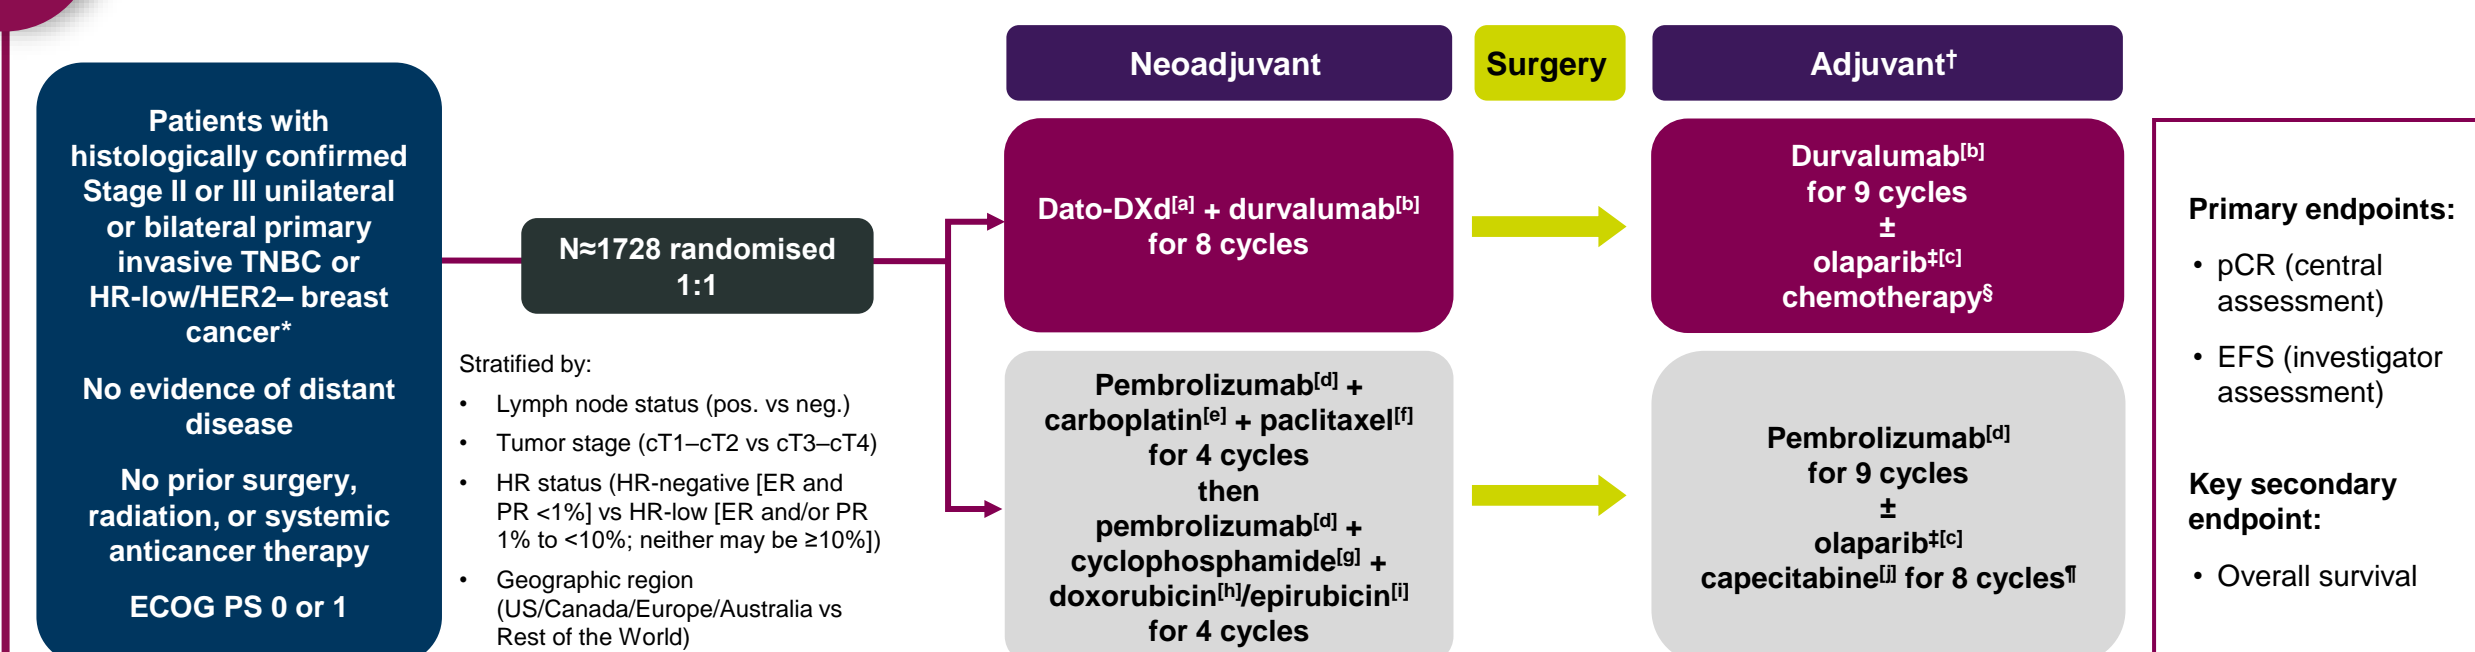 Neoadjuvant
Surgery
Adjuvant†
Patients with
histologically confirmed
Stage II or III unilateral
or bilateral primary
invasive TNBC or
HR-low/HER2– breast
cancer*
No evidence of distant
disease
No prior surgery,
radiation, or systemic
anticancer therapy
ECOG PS 0 or 1
N≈1728 randomised
1:1
Stratified by:
• Lymph node status (pos. vs neg.)
• Tumor stage (cT1–cT2 vs cT3–cT4)
• HR status (HR-negative [ER and
PR <1%] vs HR-low [ER and/or PR
1% to <10%; neither may be ≥10%])
• Geographic region
(US/Canada/Europe/Australia vs
Rest of the World)
Dato-DXd[a] + durvalumab[b]
for 8 cycles
Durvalumab[b]
for 9 cycles
±
olaparib‡[c]
chemotherapy§
Pembrolizumab[d] +
carboplatin[e] + paclitaxel[f]
for 4 cycles
then
pembrolizumab[d] +
cyclophosphamide[g] +
doxorubicin[h]/epirubicin[i]
for 4 cycles
Pembrolizumab[d]
for 9 cycles
±
olaparib‡[c]
capecitabine[j] for 8 cycles¶
Primary endpoints:
• pCR (central
assessment)
• EFS (investigator
assessment)
Key secondary
endpoint:
• Overall survival